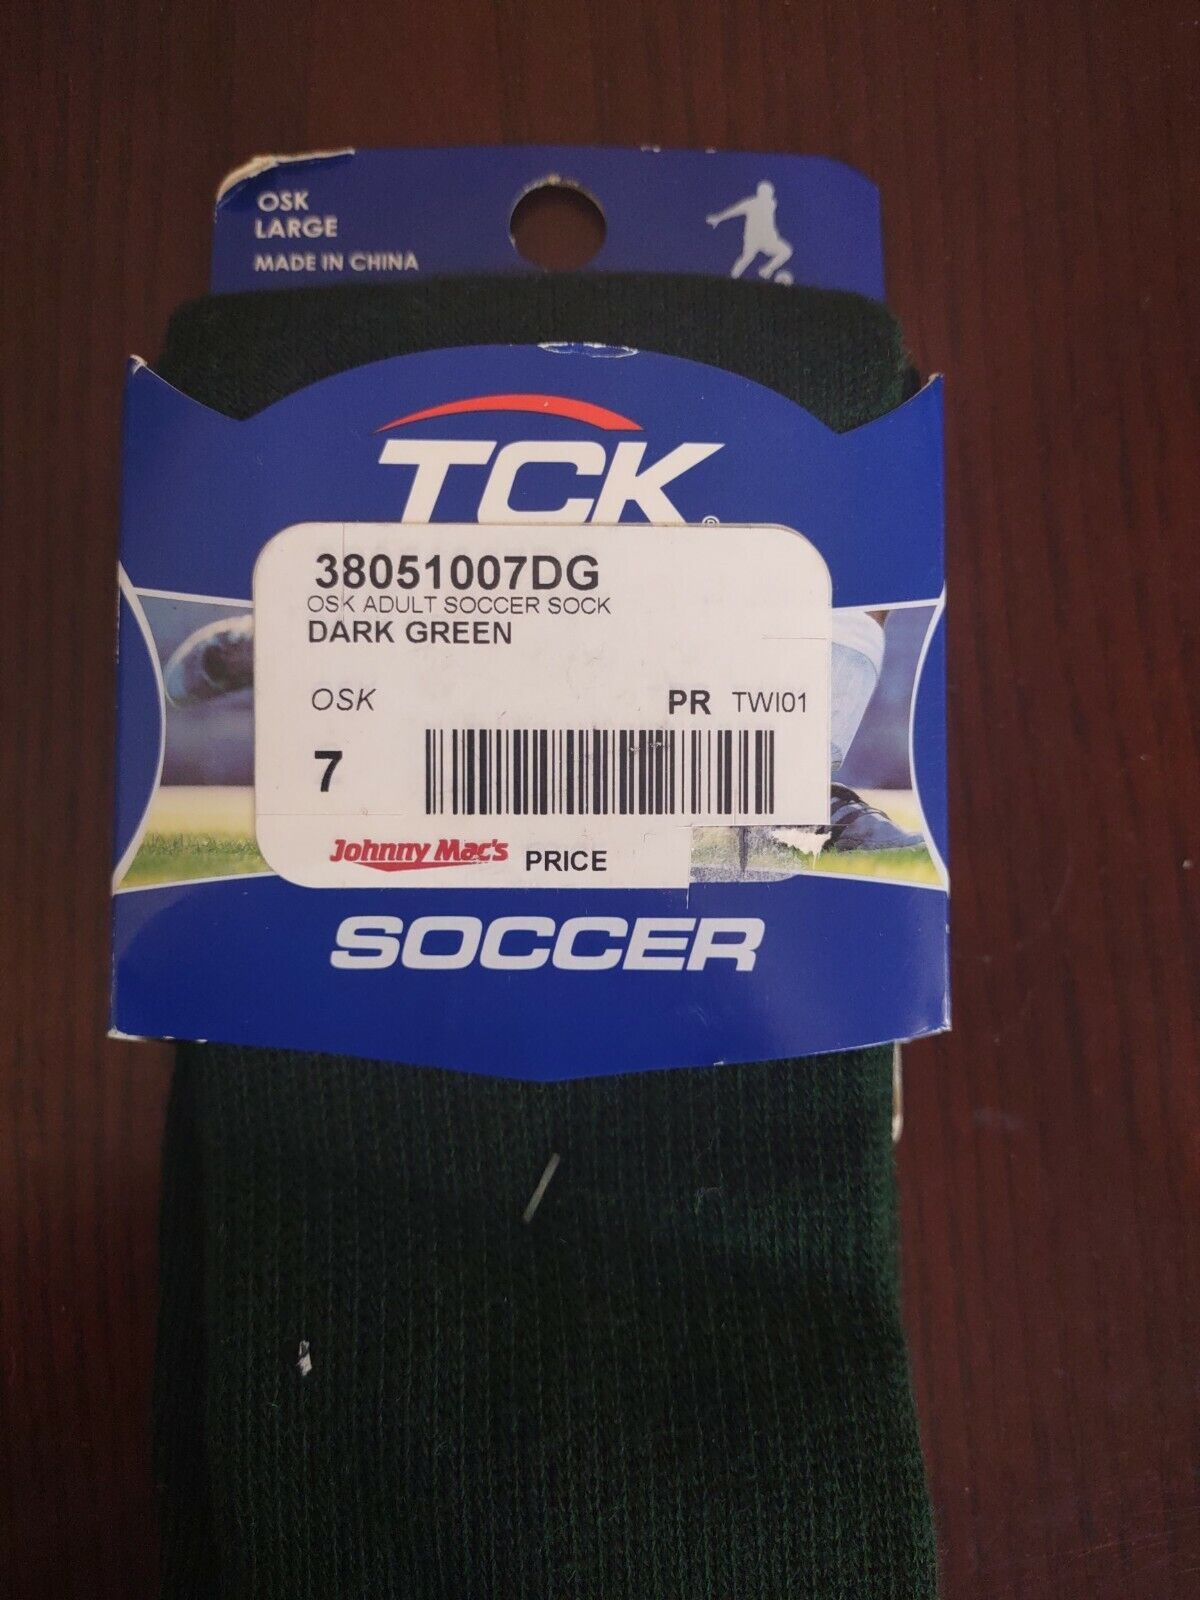 OSK
LARGE
MADE IN CHINA
TCK®
38051007DG
OSK ADULT SOCCER SOCK
DARK GREEN
OSK PR TWI01
7
Johnny Mac's PRICE
SOCCER